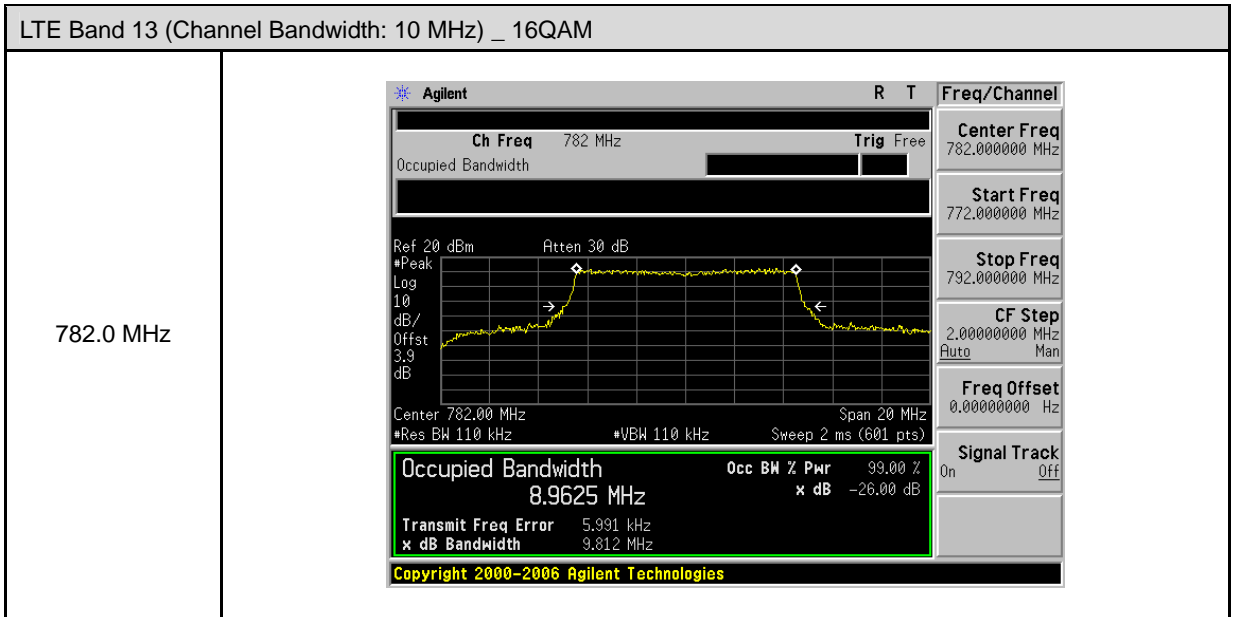 LTE Band 13 (Channel Bandwidth: 10 MHz) _ 16QAM
782.0 MHz
Agilent R T
Ch Freq 782 MHz Trig Free
Occupied Bandwidth
Ref 20 dBm Atten 30 dB
#Peak
Log
10
dB/
Offst
3.9
dB
Center 782.00 MHz Span 20 MHz
#Res BW 110 kHz #VBW 110 kHz Sweep 2 ms (601 pts)
Occupied Bandwidth Occ BW % Pwr 99.00 %
8.9625 MHz x dB -26.00 dB
Transmit Freq Error 5.991 kHz
x dB Bandwidth 9.812 MHz
Copyright 2000-2006 Agilent Technologies
Freq/Channel
Center Freq
782.000000 MHz
Start Freq
772.000000 MHz
Stop Freq
792.000000 MHz
CF Step
2.00000000 MHz
Auto Man
Freq Offset
0.00000000 Hz
Signal Track
On Off